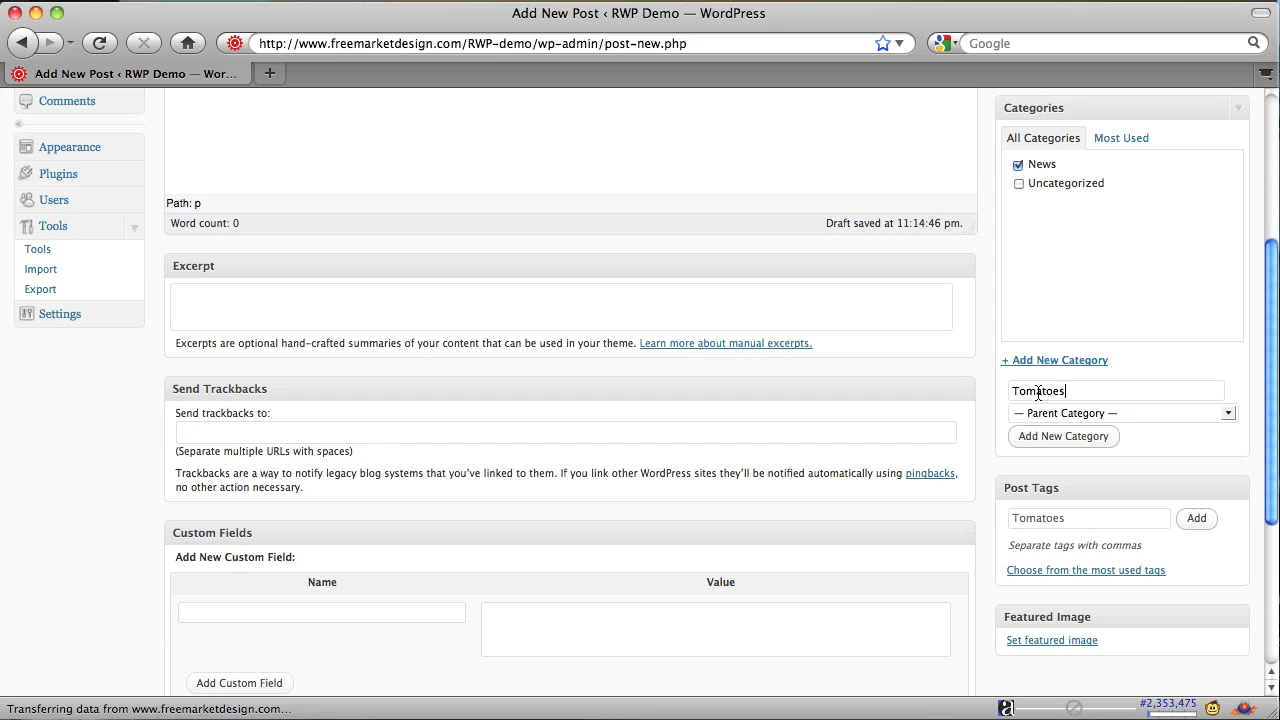 Add New Post ‹ RWP Demo — WordPress
http://www.freemarketdesign.com/RWP-demo/wp-admin/post-new.php
Google
Add New Post ‹ RWP Demo — Wor...
Comments
Appearance
Plugins
Users
Tools
Tools
Import
Export
Settings
Path: p
Word count: 0
Draft saved at 11:14:46 pm.
Excerpt
Excerpts are optional hand-crafted summaries of your content that can be used in your theme. Learn more about manual excerpts.
Send Trackbacks
Send trackbacks to:
(Separate multiple URLs with spaces)
Trackbacks are a way to notify legacy blog systems that you've linked to them. If you link other WordPress sites they'll be notified automatically using pingbacks,
no other action necessary.
Custom Fields
Add New Custom Field:
Name
Value
Add Custom Field
Categories
All Categories
Most Used
News
Uncategorized
+ Add New Category
Tomatoes
— Parent Category —
Add New Category
Post Tags
Tomatoes
Add
Separate tags with commas
Choose from the most used tags
Featured Image
Set featured image
Transferring data from www.freemarketdesign.com...
a
#2,353,475